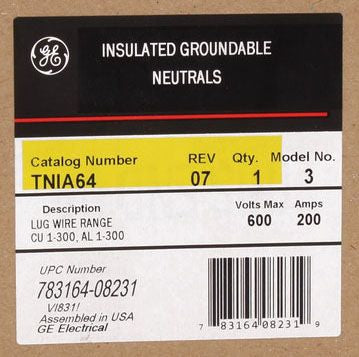 GE
INSULATED GROUNDABLE
NEUTRALS
Catalog Number REV Qty. Model No.
TNIA64 07 1 3
Description Volts Max Amps
LUG WIRE RANGE 600 200
CU 1-300, AL 1-300
UPC Number
783164-08231
VI831!
Assembled in USA
GE Electrical
7 83164 08231 9